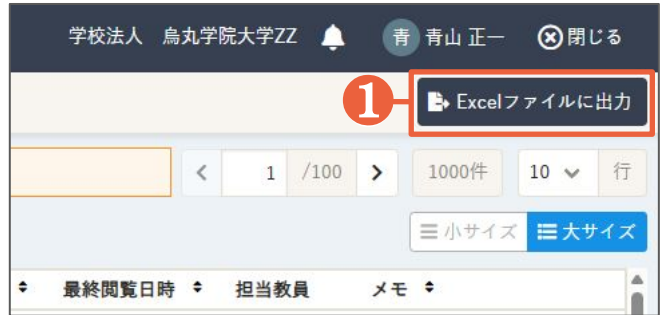 学校法人 烏丸学院大学ZZ 青 青山 正一 閉じる
1 Excelファイルに出力
1 /100 1000件 10 行
小サイズ 大サイズ
最終閲覧日時 担当教員 メモ